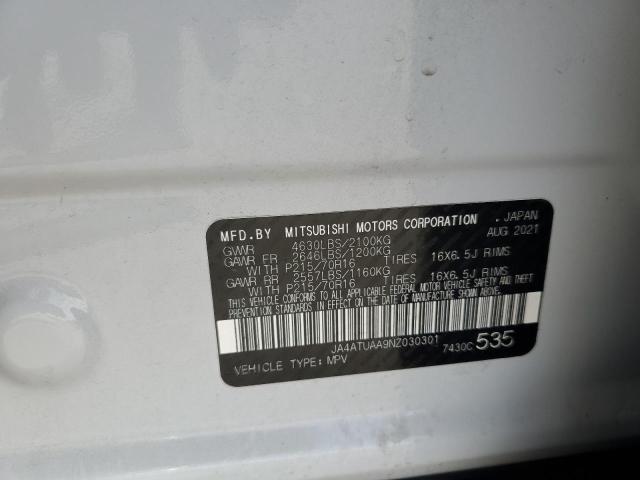 MFD.BY MITSUBISHI MOTORS CORPORATION , JAPAN
AUG 2021
GVWR 4630LBS/2100KG
GAWR FR 2646LBS/1200KG
WITH P215/70R16 TIRES 16X6.5J RIMS
GAWR RR 2557LBS/1160KG
WITH P215/70R16 TIRES 16X6.5J RIMS
THIS VEHICLE CONFORMS TO ALL APPLICABLE FEDERAL MOTOR VEHICLE SAFETY AND THEFT
PREVENTION STANDARDS IN EFFECT ON THE DATE OF MANUFACTURE SHOWN ABOVE.
JA4ATUAA9NZ030301
VEHICLE TYPE: MPV 7430C 535